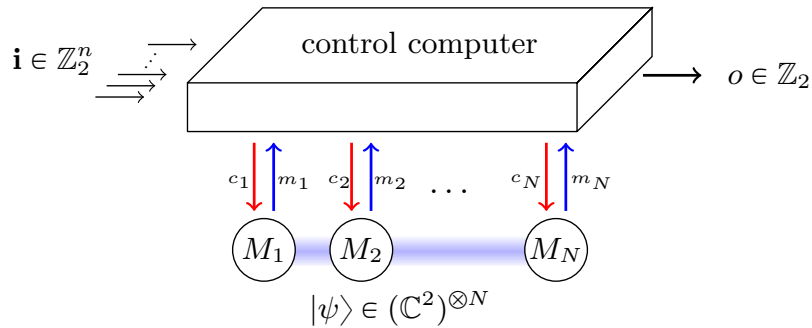 control computer
𝐢 ∈ ℤ₂ⁿ
o ∈ ℤ₂
c₁ m₁ c₂ m₂ … c_N m_N
M₁ M₂ M_N
|ψ⟩ ∈ (ℂ²)^{⊗N}